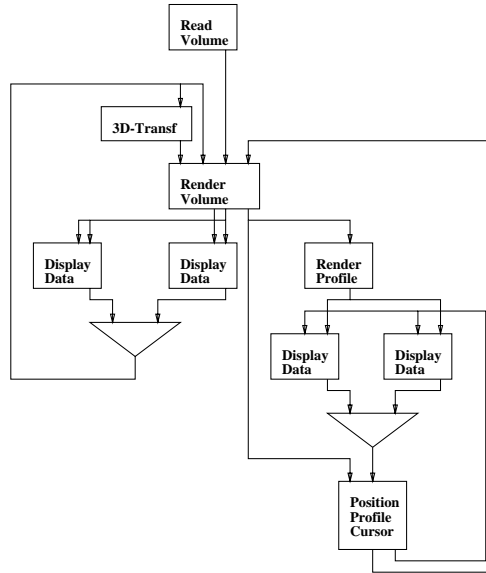 Read
Volume
3D-Transf
Render
Volume
Display
Data
Display
Data
Render
Profile
Display
Data
Display
Data
Position
Profile
Cursor